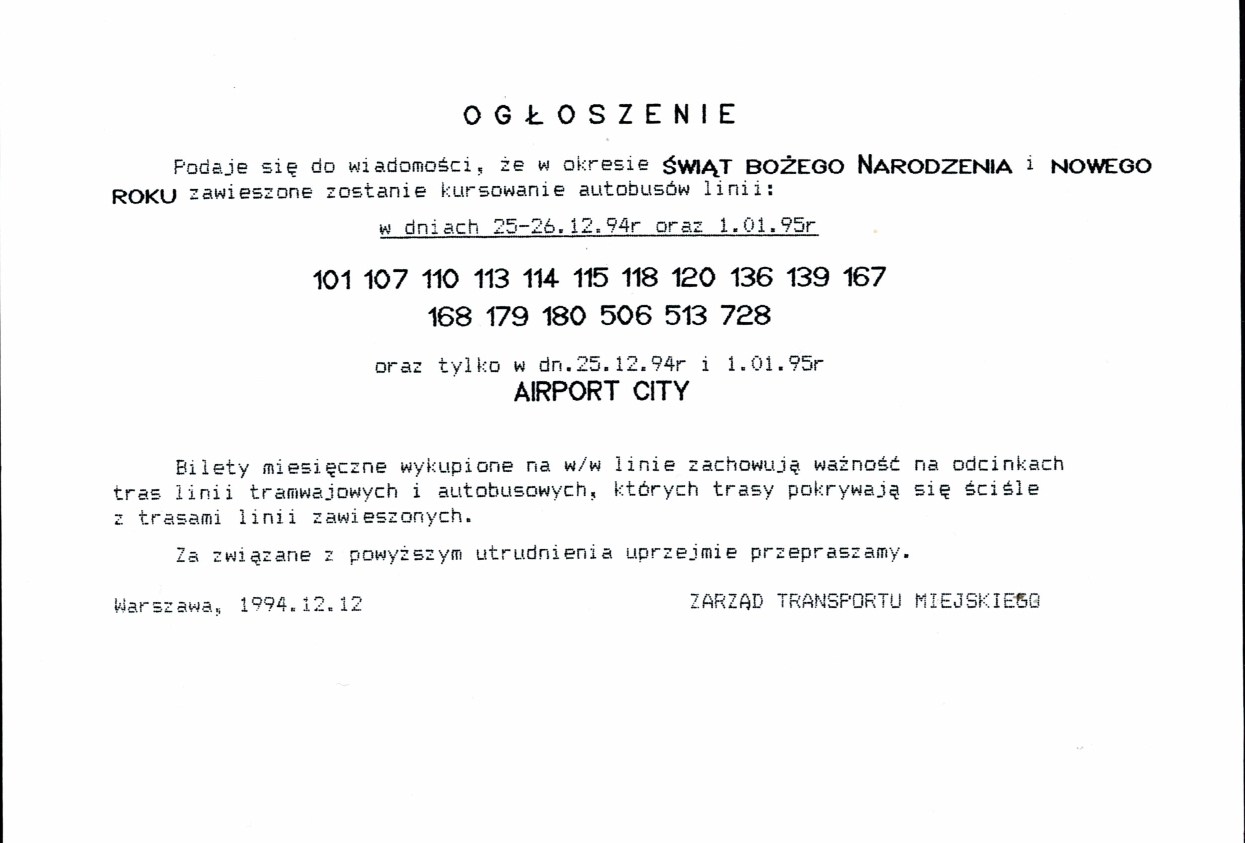 OGŁOSZENIE
Podaje się do wiadomości, że w okresie ŚWIĄT BOŻEGO NARODZENIA i NOWEGO
ROKU zawieszone zostanie kursowanie autobusów linii:
w dniach 25-26.12.94r oraz 1.01.95r
101 107 110 113 114 115 118 120 136 139 167
168 179 180 506 513 728
oraz tylko w dn.25.12.94r i 1.01.95r
AIRPORT CITY
Bilety miesięczne wykupione na w/w linie zachowują ważność na odcinkach
tras linii tramwajowych i autobusowych, których trasy pokrywają się ściśle
z trasami linii zawieszonych.
Za związane z powyższym utrudnienia uprzejmie przepraszamy.
Warszawa, 1994.12.12 ZARZĄD TRANSPORTU MIEJSKIEGO